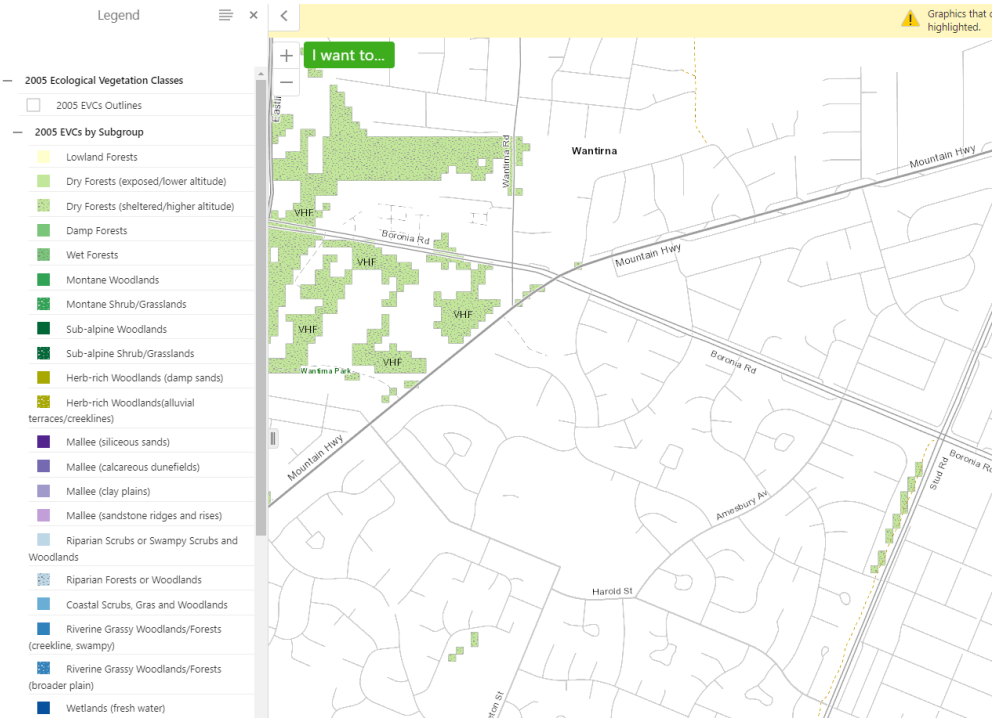 Legend
2005 Ecological Vegetation Classes
2005 EVCs Outlines
2005 EVCs by Subgroup
Lowland Forests
Dry Forests (exposed/lower altitude)
Dry Forests (sheltered/higher altitude)
Damp Forests
Wet Forests
Montane Woodlands
Montane Shrub/Grasslands
Sub-alpine Woodlands
Sub-alpine Shrub/Grasslands
Herb-rich Woodlands (damp sands)
Herb-rich Woodlands(alluvial
terraces/creeklines)
Mallee (siliceous sands)
Mallee (calcareous dunefields)
Mallee (clay plains)
Mallee (sandstone ridges and rises)
Riparian Scrubs or Swampy Scrubs and
Woodlands
Riparian Forests or Woodlands
Coastal Scrubs, Gras and Woodlands
Riverine Grassy Woodlands/Forests
(creekline, swampy)
Riverine Grassy Woodlands/Forests
(broader plain)
Wetlands (fresh water)
Graphics that
highlighted.
I want to...
Wantirna
Wantirna Rd
Mountain Hwy
VHF
Boronia Rd
Mountain Hwy
VHF
VHF
VHF
VHF
Wantirna Park
Boronia Rd
Mountain Hwy
Boronia Rd
Stud Rd
Amesbury Av
Harold St